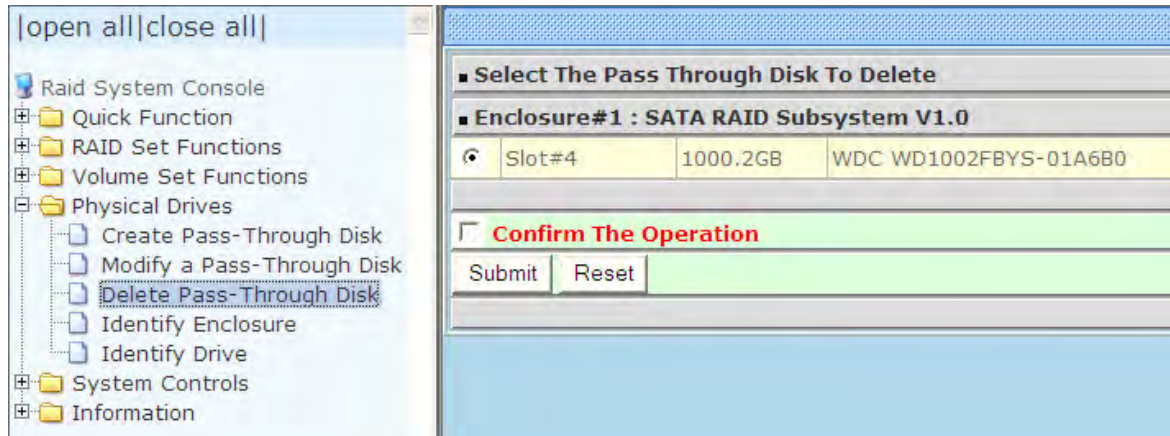 |open all|close all|
Raid System Console
Quick Function
RAID Set Functions
Volume Set Functions
Physical Drives
Create Pass-Through Disk
Modify a Pass-Through Disk
Delete Pass-Through Disk
Identify Enclosure
Identify Drive
System Controls
Information
Select The Pass Through Disk To Delete
Enclosure#1 : SATA RAID Subsystem V1.0
Slot#4 1000.2GB WDC WD1002FBYS-01A6B0
Confirm The Operation
Submit Reset